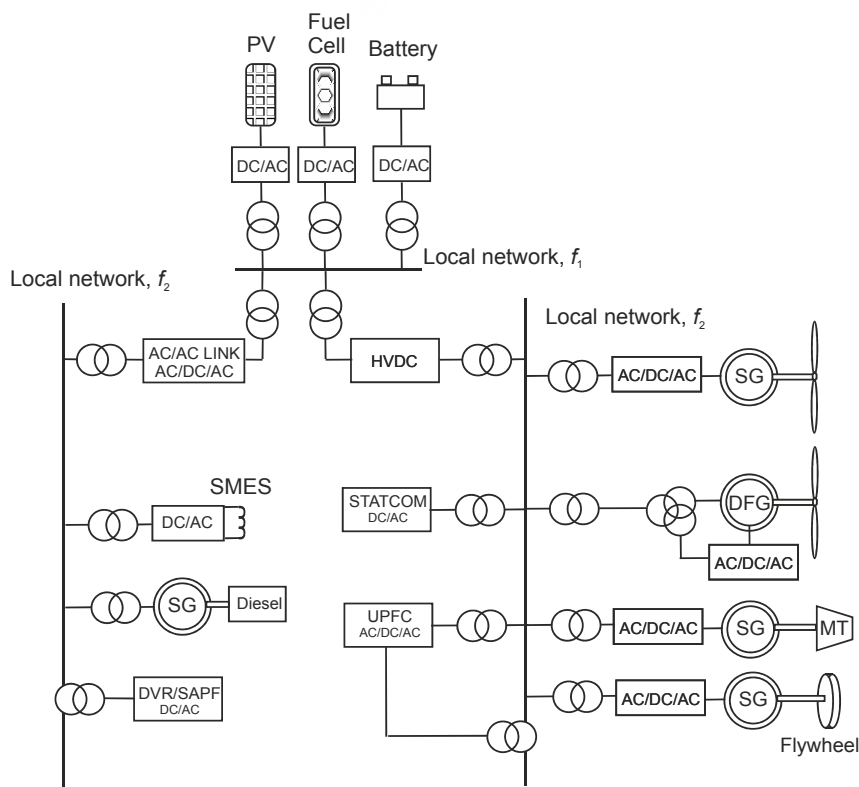 Fuel
PV
Cell
Battery
DC/AC
DC/AC
DC/AC
Local network, f₁
Local network, f₂
Local network, f₂
AC/AC LINK
AC/DC/AC
HVDC
AC/DC/AC
SG
SMES
DC/AC
STATCOM
DC/AC
DFG
AC/DC/AC
SG
Diesel
UPFC
AC/DC/AC
AC/DC/AC
SG
MT
DVR/SAPF
DC/AC
AC/DC/AC
SG
Flywheel